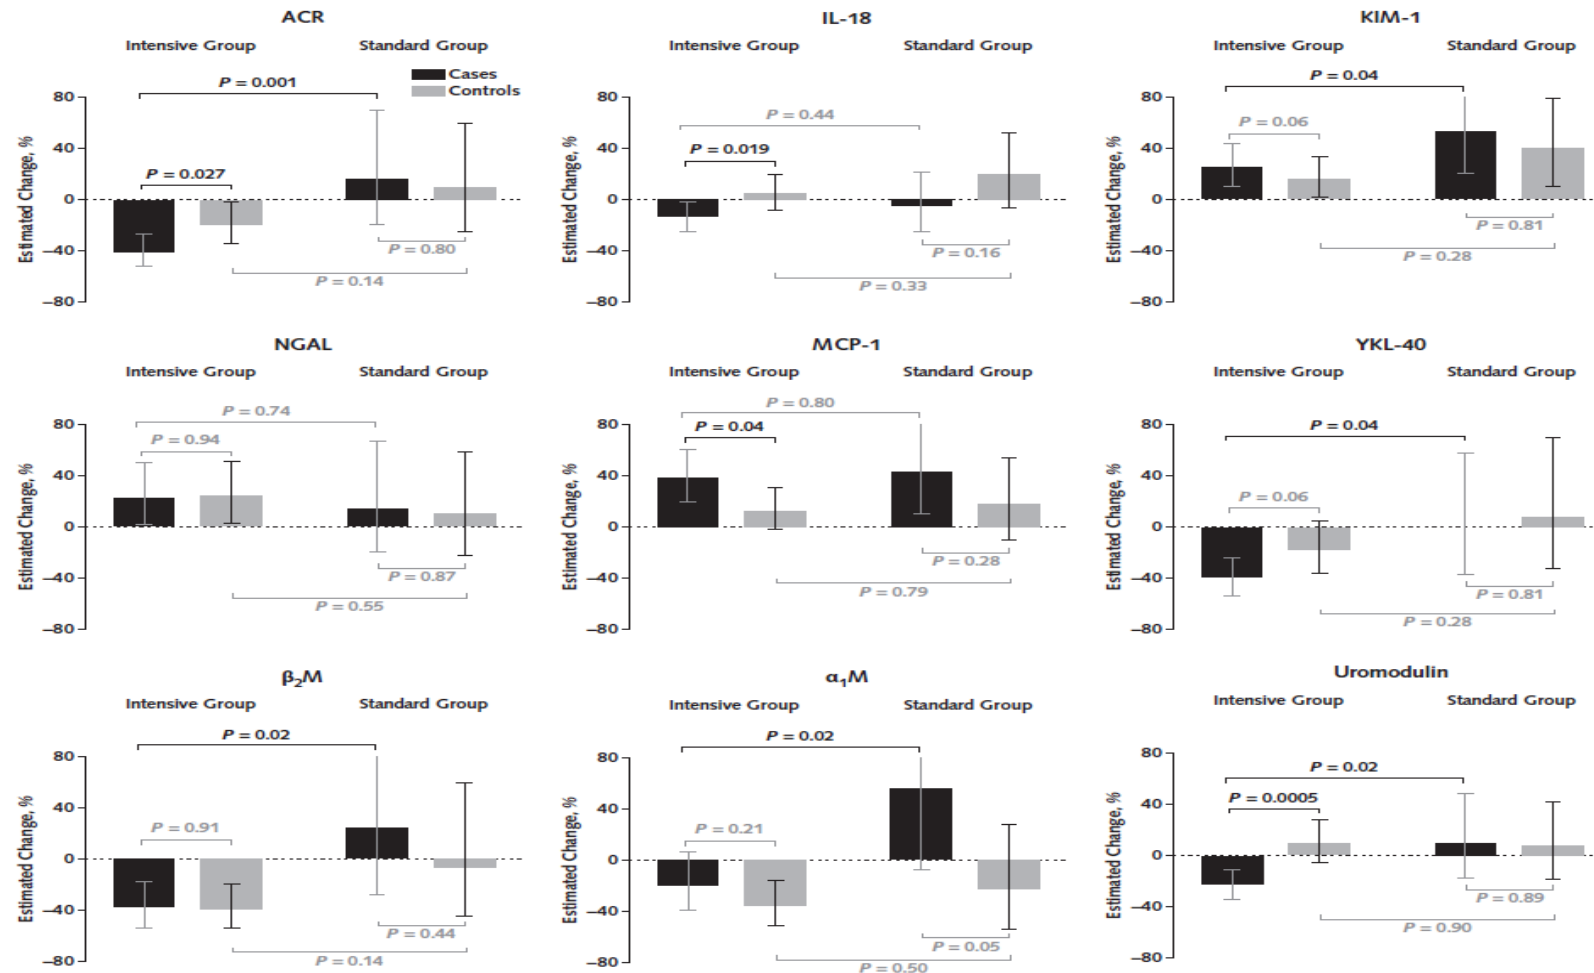 ACR
Intensive Group Standard Group
Cases
Controls
P = 0.001
P = 0.027
P = 0.80
P = 0.14
Estimated Change, %
80
40
0
–40
–80
IL-18
Intensive Group Standard Group
P = 0.44
P = 0.019
P = 0.16
P = 0.33
Estimated Change, %
80
40
0
–40
–80
KIM-1
Intensive Group Standard Group
P = 0.04
P = 0.06
P = 0.81
P = 0.28
Estimated Change, %
80
40
0
–40
–80
NGAL
Intensive Group Standard Group
P = 0.74
P = 0.94
P = 0.87
P = 0.55
Estimated Change, %
80
40
0
–40
–80
MCP-1
Intensive Group Standard Group
P = 0.80
P = 0.04
P = 0.28
P = 0.79
Estimated Change, %
80
40
0
–40
–80
YKL-40
Intensive Group Standard Group
P = 0.04
P = 0.06
P = 0.81
P = 0.28
Estimated Change, %
80
40
0
–40
–80
β₂M
Intensive Group Standard Group
P = 0.02
P = 0.91
P = 0.44
P = 0.14
Estimated Change, %
80
40
0
–40
–80
α₁M
Intensive Group Standard Group
P = 0.02
P = 0.21
P = 0.05
P = 0.50
Estimated Change, %
80
40
0
–40
–80
Uromodulin
Intensive Group Standard Group
P = 0.02
P = 0.0005
P = 0.89
P = 0.90
Estimated Change, %
80
40
0
–40
–80